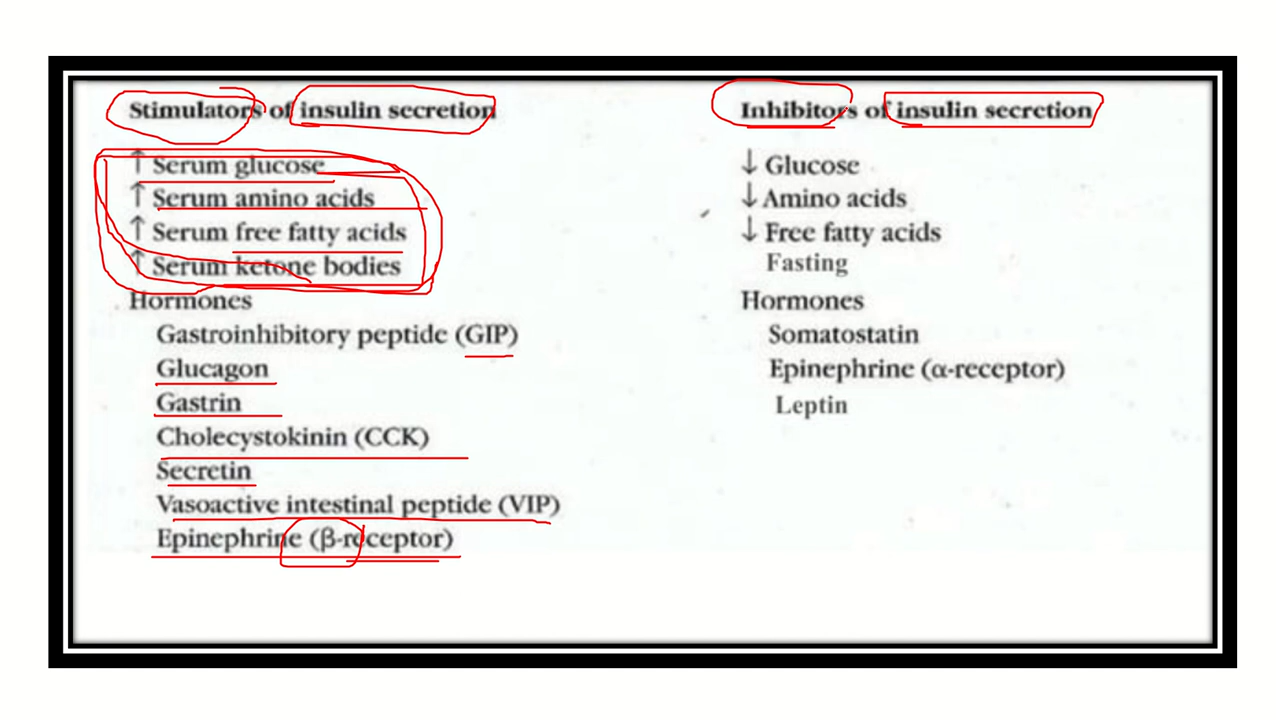 Stimulators of insulin secretion
↑ Serum glucose
↑ Serum amino acids
↑ Serum free fatty acids
↑ Serum ketone bodies
Hormones
Gastroinhibitory peptide (GIP)
Glucagon
Gastrin
Cholecystokinin (CCK)
Secretin
Vasoactive intestinal peptide (VIP)
Epinephrine (β-receptor)
Inhibitors of insulin secretion
↓ Glucose
↓ Amino acids
↓ Free fatty acids
Fasting
Hormones
Somatostatin
Epinephrine (α-receptor)
Leptin